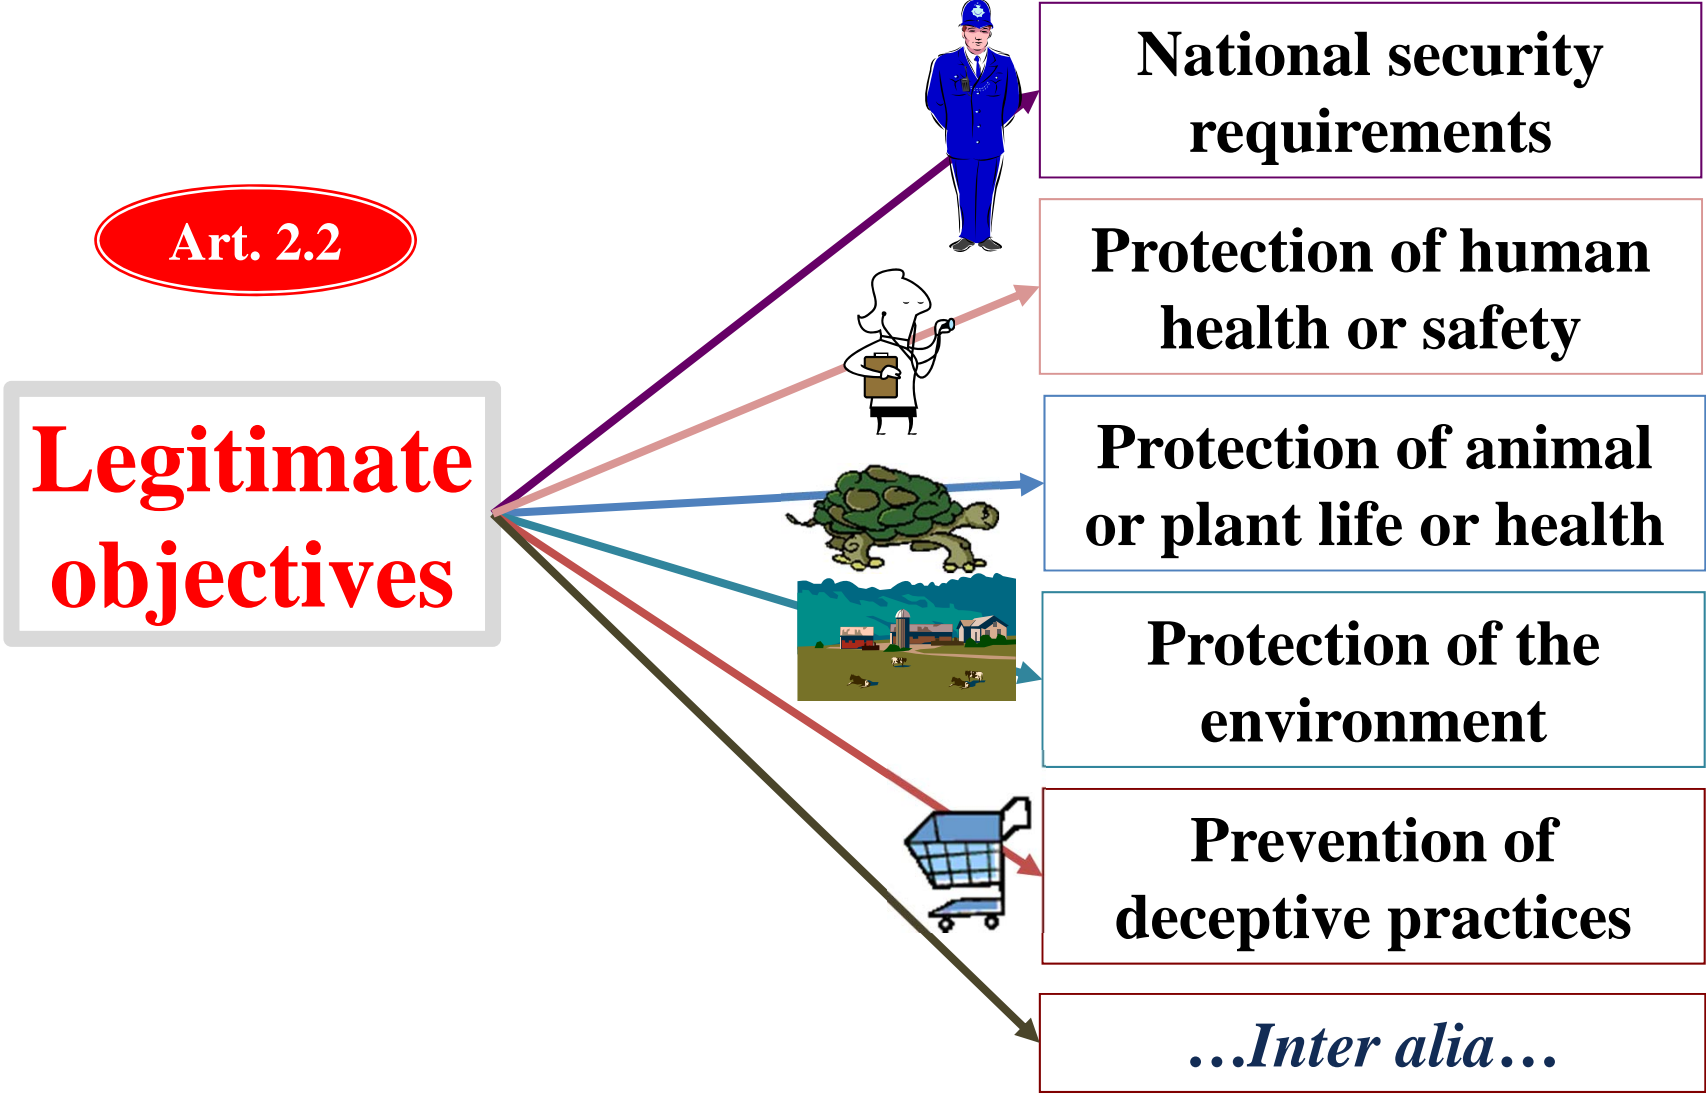 Art. 2.2
Legitimate
objectives
National security
requirements
Protection of human
health or safety
Protection of animal
or plant life or health
Protection of the
environment
Prevention of
deceptive practices
…Inter alia…